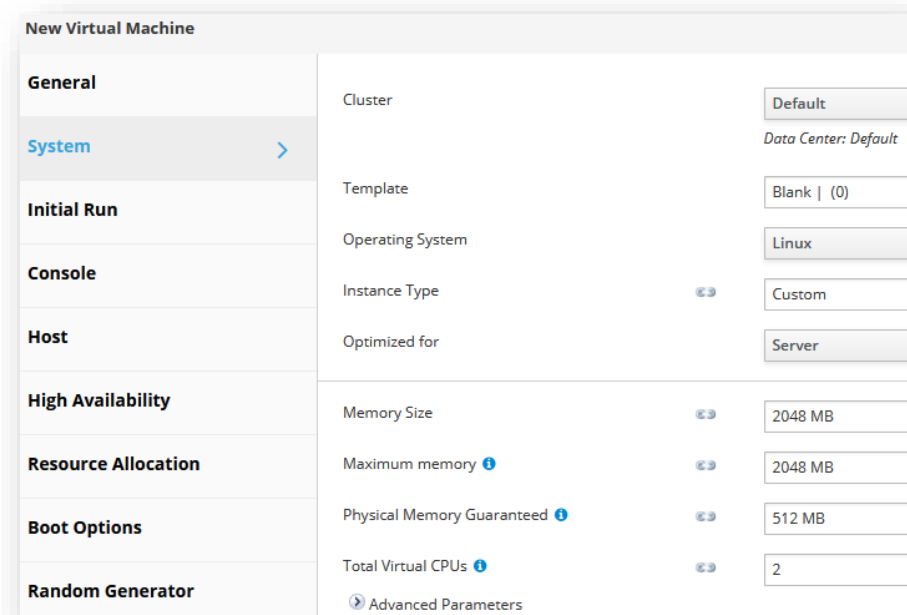 New Virtual Machine
General
System
Initial Run
Console
Host
High Availability
Resource Allocation
Boot Options
Random Generator
Cluster
Default
Data Center: Default
Template
Blank | (0)
Operating System
Linux
Instance Type
Custom
Optimized for
Server
Memory Size
2048 MB
Maximum memory
2048 MB
Physical Memory Guaranteed
512 MB
Total Virtual CPUs
2
Advanced Parameters